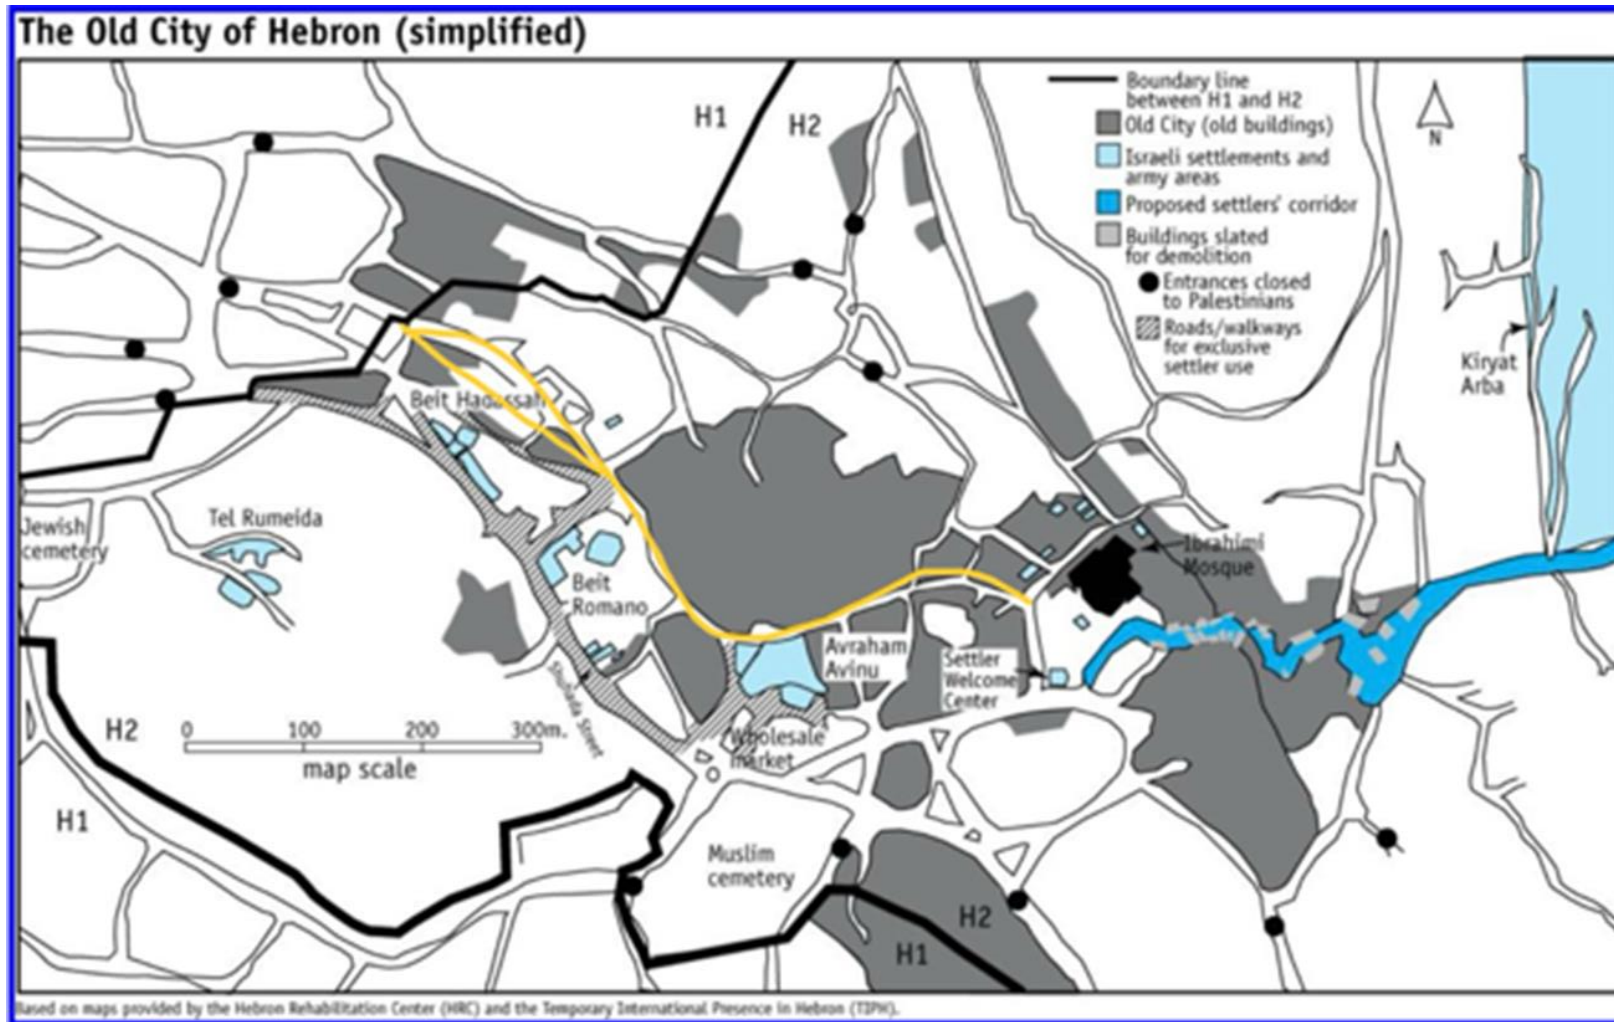 The Old City of Hebron (simplified)
H1
H2
Boundary line
between H1 and H2
Old City (old buildings)
Israeli settlements and
army areas
Proposed settlers' corridor
Buildings slated
for demolition
Entrances closed
to Palestinians
Roads/walkways
for exclusive
settler use
N
Kiryat
Arba
Beit Hadassah
Jewish
cemetery
Tel Rumeida
Ibrahimi
Mosque
Beit
Romano
Avraham
Avinu
Settler
Welcome
Center
Shuhada Street
H2
0 100 200 300m.
map scale
Wholesale
market
H1
Muslim
cemetery
H2
H1
Based on maps provided by the Hebron Rehabilitation Center (HRC) and the Temporary International Presence in Hebron (TIPH).